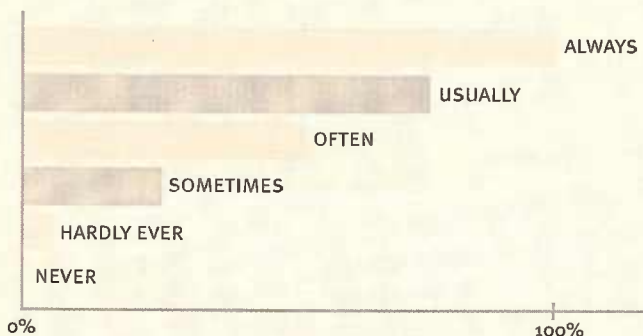 ALWAYS
USUALLY
OFTEN
SOMETIMES
HARDLY EVER
NEVER
0%
100%